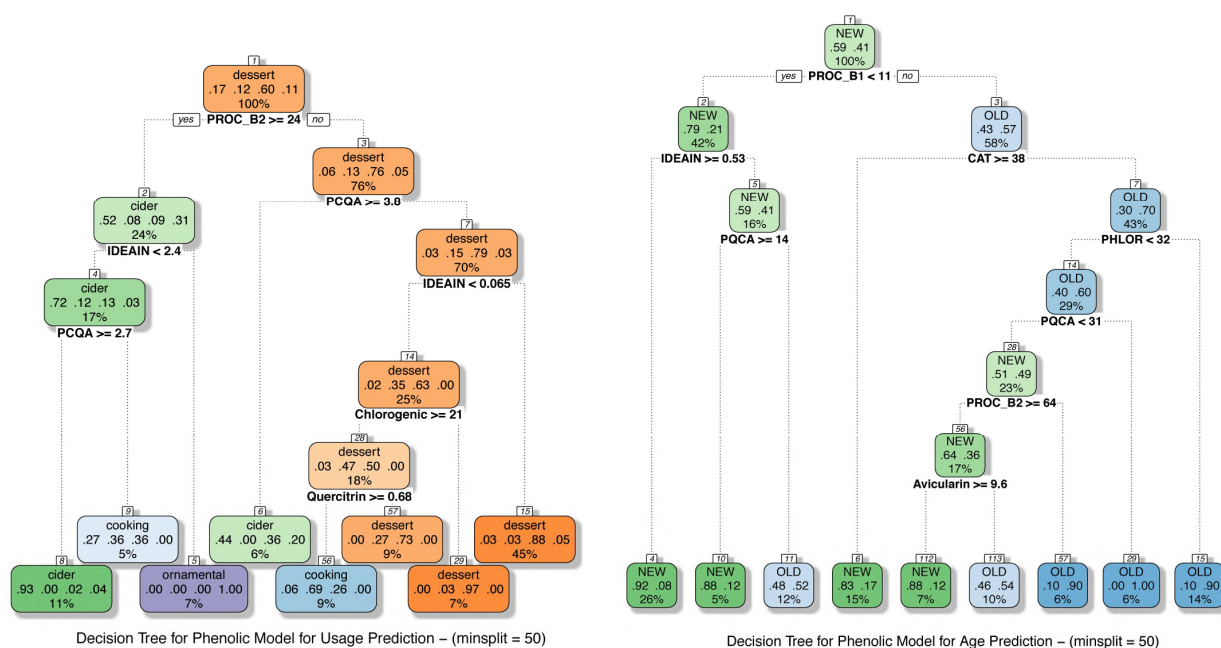 1
dessert
.17 .12 .60 .11
100%
yes PROC_B2 >= 24 no
3
dessert
.06 .13 .76 .05
76%
PCQA >= 3.8
2
cider
.52 .08 .09 .31
24%
IDEAIN < 2.4
7
dessert
.03 .15 .79 .03
70%
IDEAIN < 0.065
4
cider
.72 .12 .13 .03
17%
PCQA >= 2.7
14
dessert
.02 .35 .63 .00
25%
Chlorogenic >= 21
28
dessert
.03 .47 .50 .00
18%
Quercitrin >= 0.68
9
cooking
.27 .36 .36 .00
5%
6
cider
.44 .00 .36 .20
6%
57
dessert
.00 .27 .73 .00
9%
15
dessert
.03 .03 .88 .05
45%
8
cider
.93 .00 .02 .04
11%
5
ornamental
.00 .00 .00 1.00
7%
56
cooking
.06 .69 .26 .00
9%
29
dessert
.00 .03 .97 .00
7%
Decision Tree for Phenolic Model for Usage Prediction – (minsplit = 50)
1
NEW
.59 .41
100%
yes PROC_B1 < 11 no
2
NEW
.79 .21
42%
IDEAIN >= 0.53
3
OLD
.43 .57
58%
CAT >= 38
5
NEW
.59 .41
16%
PQCA >= 14
7
OLD
.30 .70
43%
PHLOR < 32
14
OLD
.40 .60
29%
PQCA < 31
28
NEW
.51 .49
23%
PROC_B2 >= 64
56
NEW
.64 .36
17%
Avicularin >= 9.6
4
NEW
.92 .08
26%
10
NEW
.88 .12
5%
11
OLD
.48 .52
12%
6
NEW
.83 .17
15%
112
NEW
.88 .12
7%
113
OLD
.46 .54
10%
57
OLD
.10 .90
6%
29
OLD
.00 1.00
6%
15
OLD
.10 .90
14%
Decision Tree for Phenolic Model for Age Prediction – (minsplit = 50)